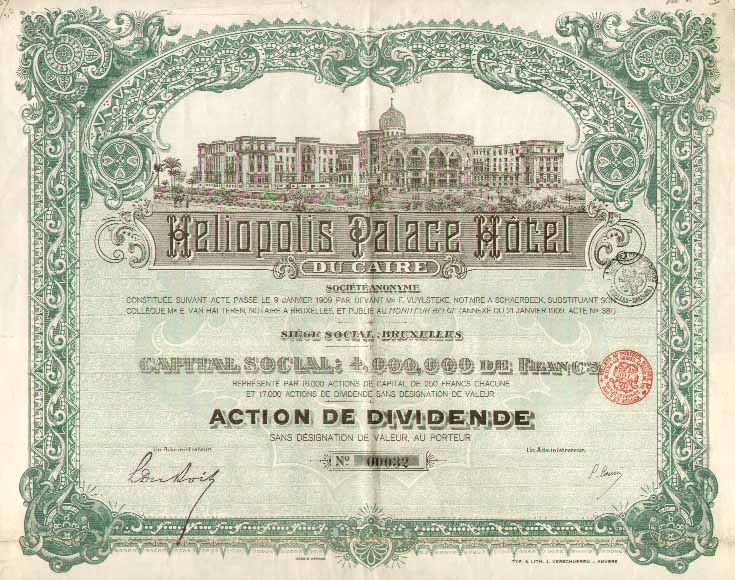 Heliopolis Palace Hôtel
DU CAIRE
SOCIÉTÉ ANONYME
CONSTITUÉE SUIVANT ACTE PASSÉ LE 9 JANVIER 1909 PAR DEVANT Me F. VUYLSTEKE, NOTAIRE A SCHAERBEEK, SUBSTITUANT SON
COLLÈGUE Me E. VAN HALTEREN, NOTAIRE A BRUXELLES, ET PUBLIÉ AU MONITEUR BELGE (ANNEXE DU 21 JANVIER 1909, ACTE No 380)
SIÈGE SOCIAL: BRUXELLES
CAPITAL SOCIAL: 4,000,000 DE FRANCS
REPRÉSENTÉ PAR 16.000 ACTIONS DE CAPITAL DE 250 FRANCS CHACUNE
ET 17.000 ACTIONS DE DIVIDENDE SANS DÉSIGNATION DE VALEUR
ACTION DE DIVIDENDE
SANS DÉSIGNATION DE VALEUR, AU PORTEUR
Un Administrateur. Un Administrateur.
No 00032
TYP. & LITH. J. VERSCHUEREN - ANVERS